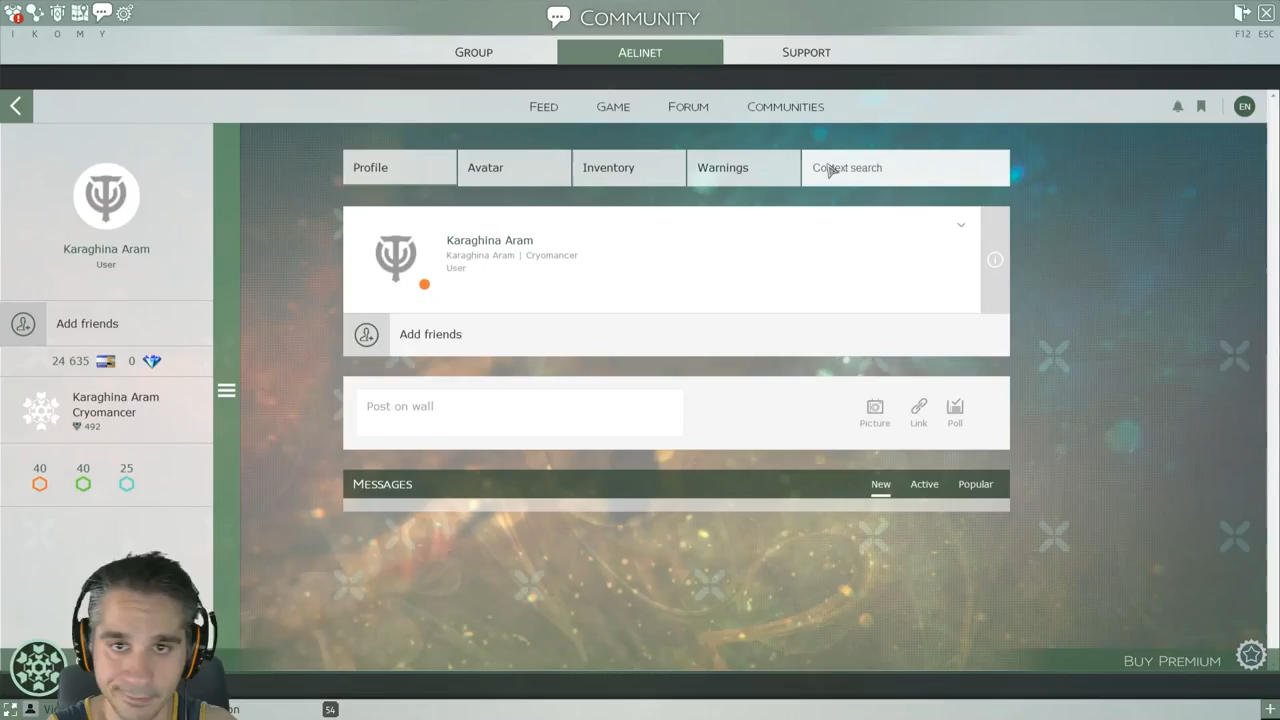 COMMUNITY
I K O M Y
F12 ESC
GROUP
AELINET
SUPPORT
FEED
GAME
FORUM
COMMUNITIES
EN
Profile
Avatar
Inventory
Warnings
Context search
Karaghina Aram
User
Add friends
24 635
0
Karaghina Aram
Cryomancer
492
40 40 25
Karaghina Aram
Karaghina Aram | Cryomancer
User
Add friends
Post on wall
Picture
Link
Poll
MESSAGES
New
Active
Popular
BUY PREMIUM
54